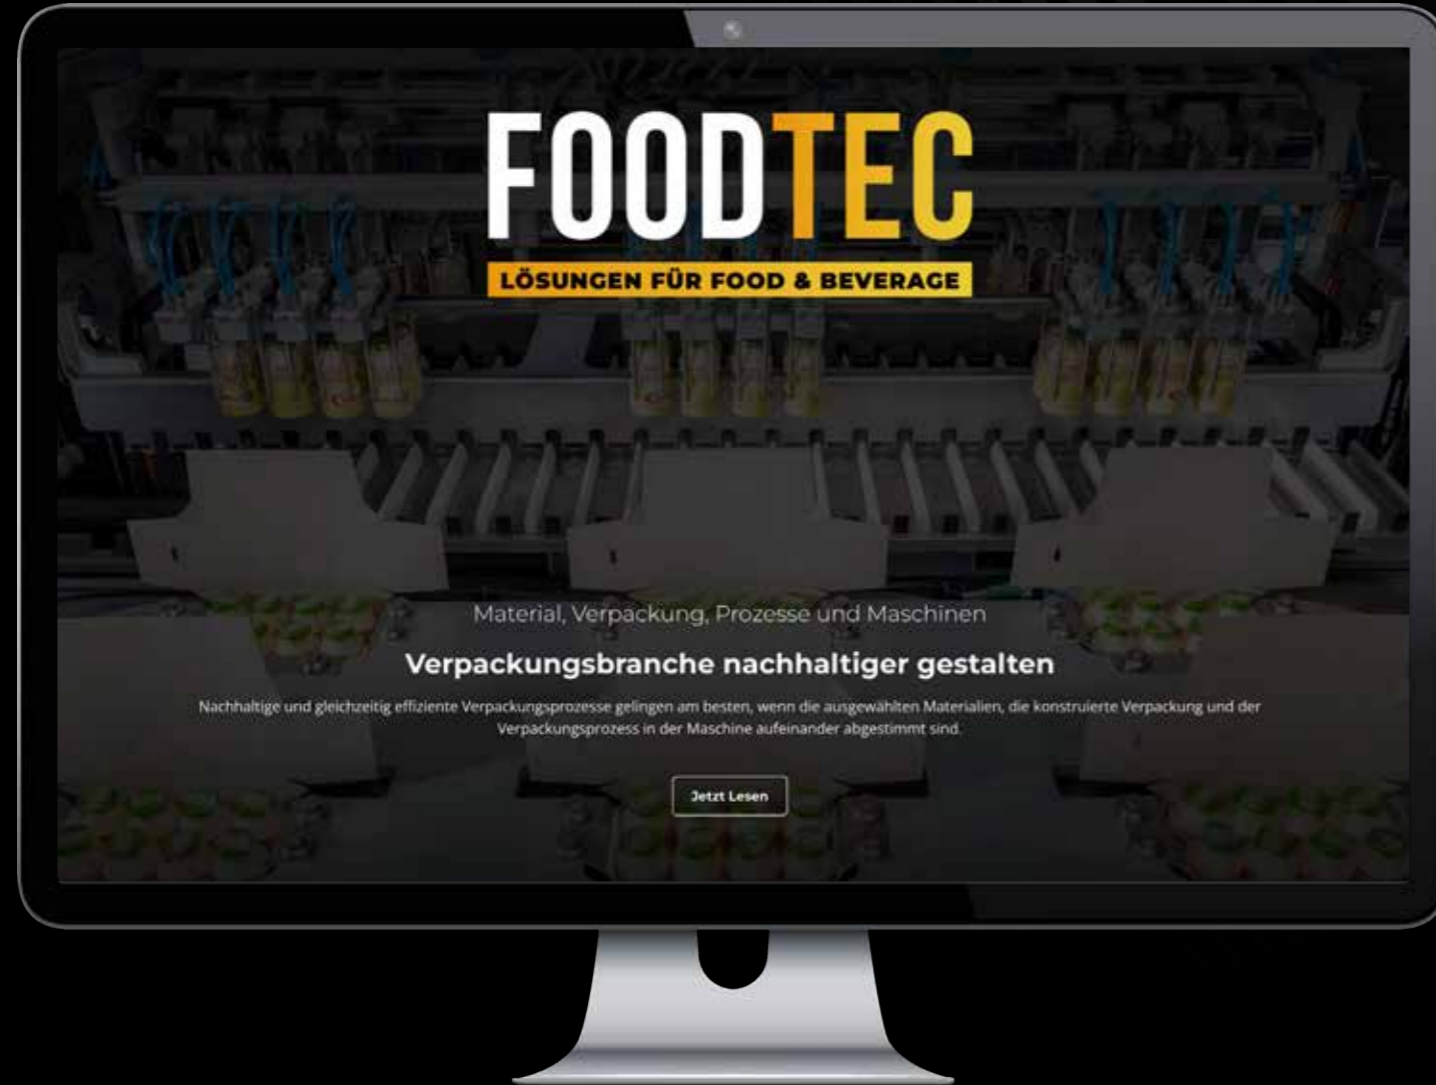 FOODTEC
LÖSUNGEN FÜR FOOD & BEVERAGE
Material, Verpackung, Prozesse und Maschinen
Verpackungsbranche nachhaltiger gestalten
Nachhaltige und gleichzeitig effiziente Verpackungsprozesse gelingen am besten, wenn die ausgewählten Materialien, die konstruierte Verpackung und der
Verpackungsprozess in der Maschine aufeinander abgestimmt sind.
Jetzt Lesen